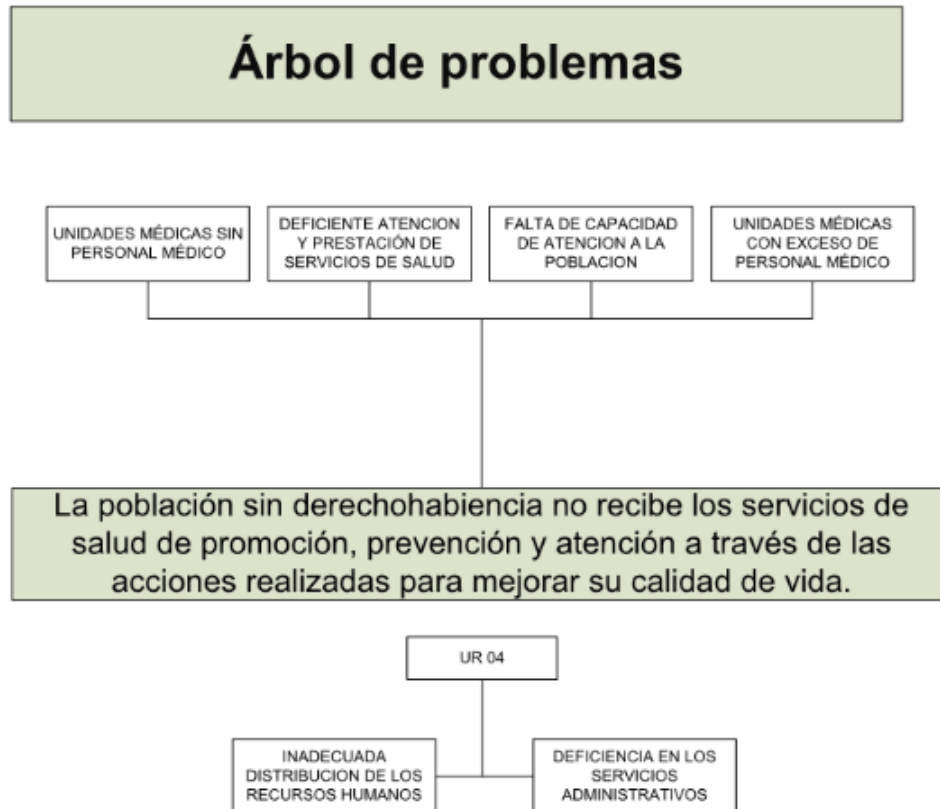 Árbol de problemas
UNIDADES MÉDICAS SIN
PERSONAL MÉDICO
DEFICIENTE ATENCION
Y PRESTACIÓN DE
SERVICIOS DE SALUD
FALTA DE CAPACIDAD
DE ATENCION A LA
POBLACION
UNIDADES MÉDICAS
CON EXCESO DE
PERSONAL MÉDICO
La población sin derechohabiencia no recibe los servicios de
salud de promoción, prevención y atención a través de las
acciones realizadas para mejorar su calidad de vida.
UR 04
INADECUADA
DISTRIBUCION DE LOS
RECURSOS HUMANOS
DEFICIENCIA EN LOS
SERVICIOS
ADMINISTRATIVOS